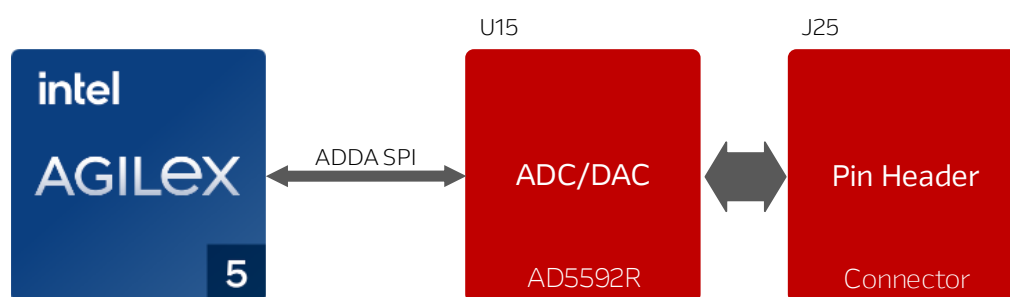 U15
J25
intel
AGILEX
5
ADDA SPI
ADC/DAC
AD5592R
Pin Header
Connector